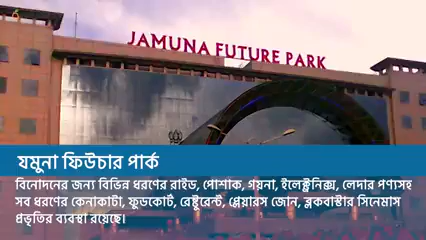 JAMUNA FUTURE PARK
যমুনা ফিউচার পার্ক
বিনোদনের জন্য বিভিন্ন ধরণের রাইড, পোশাক, গয়না, ইলেক্ট্রনিক্স, লেদার পণ্যসহ
সব ধরণের কেনাকাটা, ফুডকোর্ট, রেষ্টুরেন্ট, প্লেয়ারস জোন, ব্লকবাস্টার সিনেমাস
প্রভৃতির ব্যবস্থা রয়েছে।